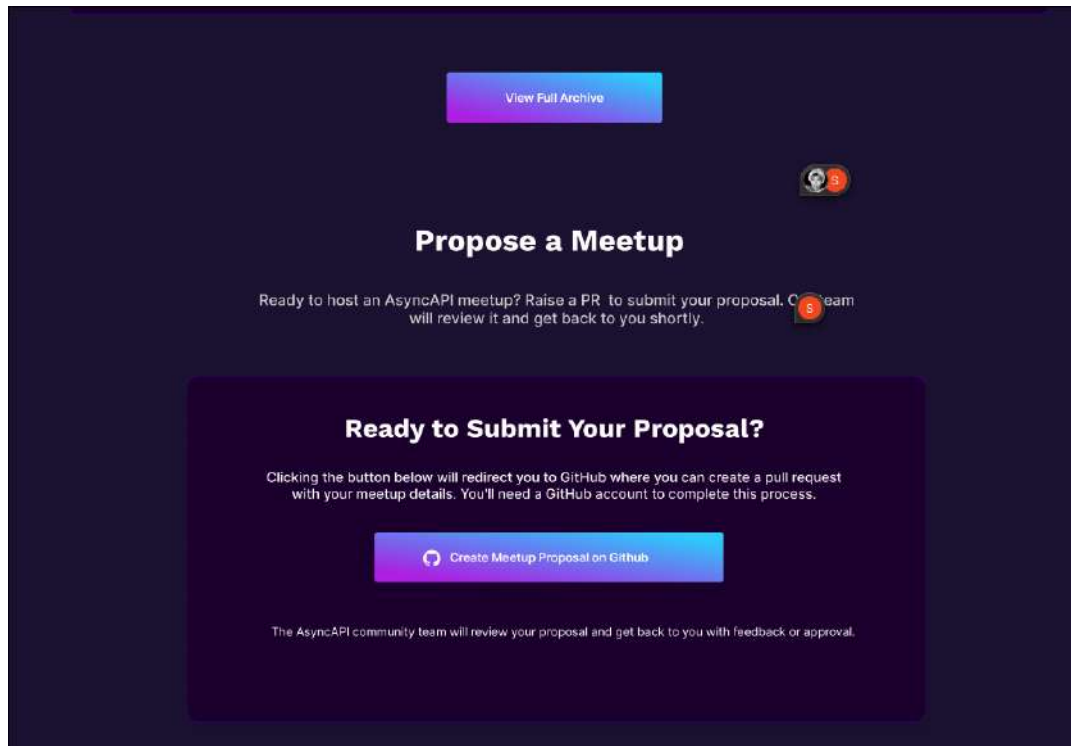 View Full Archive
S
Propose a Meetup
Ready to host an AsyncAPI meetup? Raise a PR to submit your proposal. team
S
will review it and get back to you shortly.
Ready to Submit Your Proposal?
Clicking the button below will redirect you to GitHub where you can create a pull request
with your meetup details. You'll need a GitHub account to complete this process.
Create Meetup Proposal on Github
The AsyncAPI community team will review your proposal and get back to you with feedback or approval.